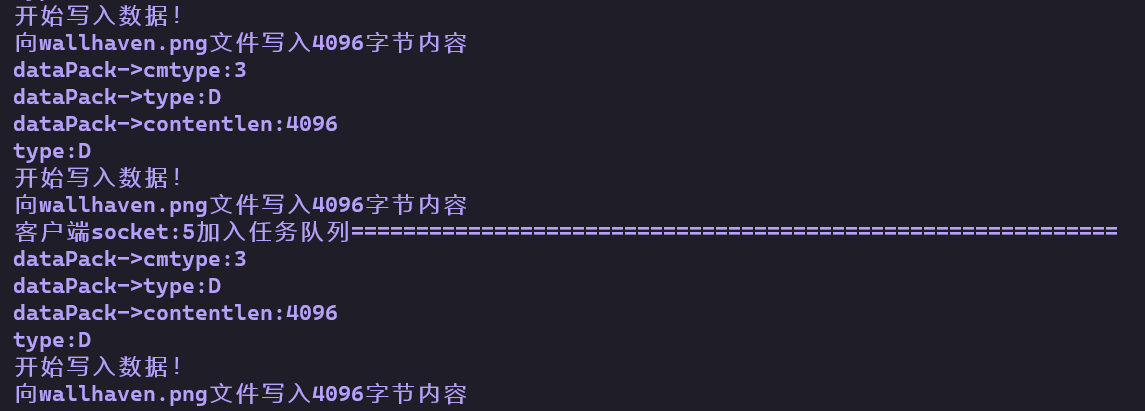 开始写入数据!
向wallhaven.png文件写入4096字节内容
dataPack->cmtype:3
dataPack->type:D
dataPack->contentlen:4096
type:D
开始写入数据!
向wallhaven.png文件写入4096字节内容
客户端socket:5加入任务队列===========================================================
dataPack->cmtype:3
dataPack->type:D
dataPack->contentlen:4096
type:D
开始写入数据!
向wallhaven.png文件写入4096字节内容